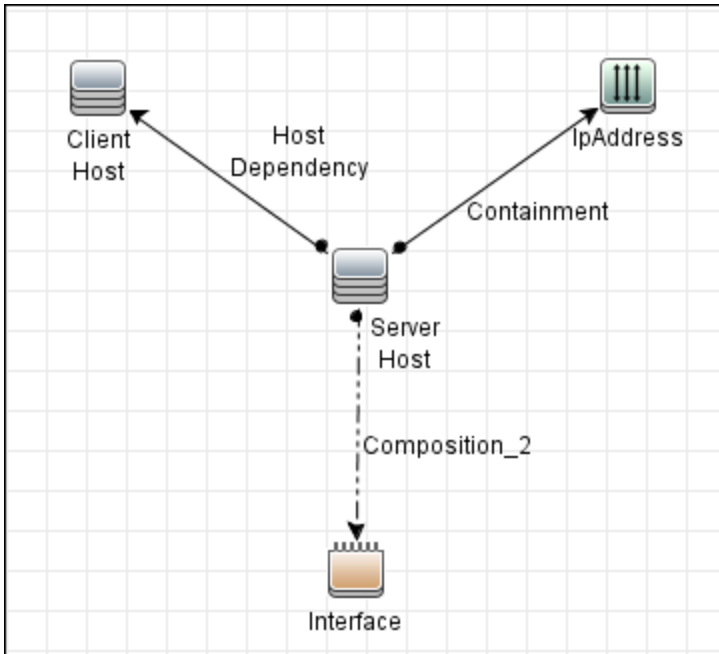 Client
Host
Host
Dependency
IpAddress
Containment
Server
Host
Composition_2
Interface